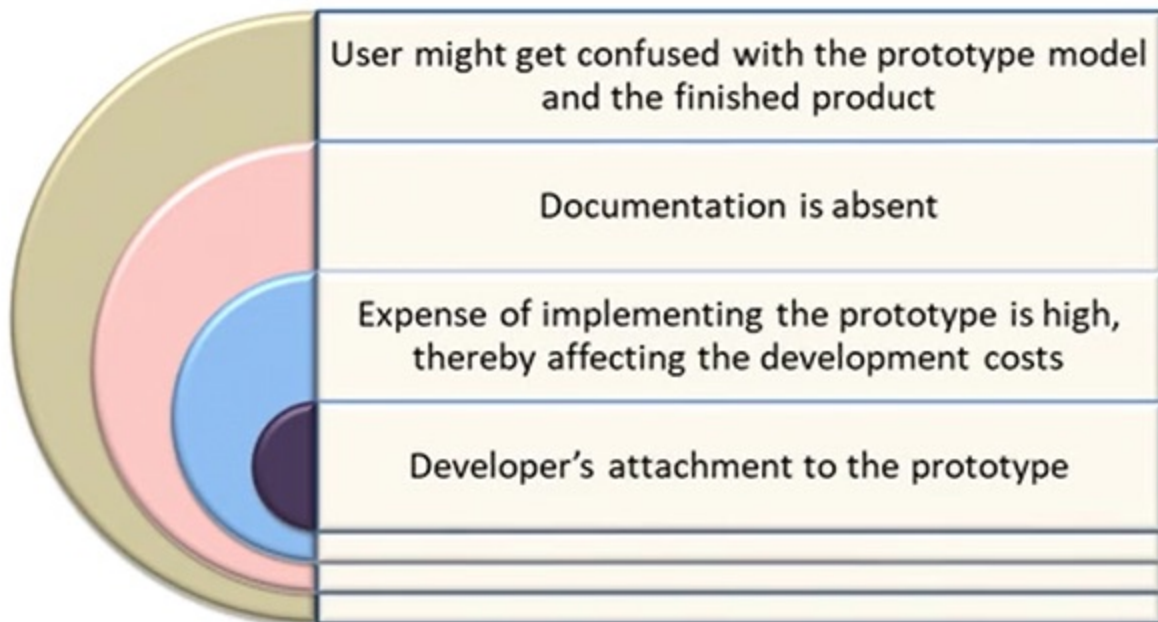 User might get confused with the prototype model
and the finished product
Documentation is absent
Expense of implementing the prototype is high,
thereby affecting the development costs
Developer’s attachment to the prototype